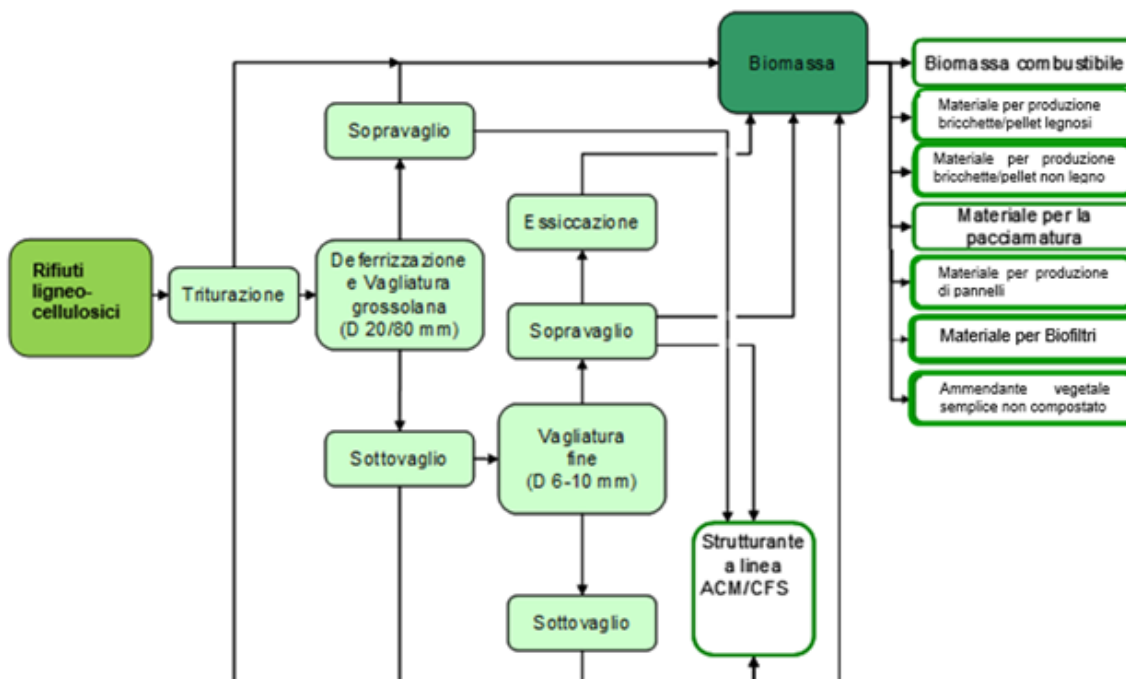 Biomassa
Biomassa combustibile
Materiale per produzione
bricchette/pellet legnosi
Materiale per produzione
bricchette/pellet non legno
Materiale per la
pacciamatura
Materiale per produzione
di pannelli
Materiale per Biofiltri
Ammendante vegetale
semplice non compostato
Sopravaglio
Essiccazione
Rifiuti
ligneo-
cellulosici
Triturazione
Deferrizzazione
e Vagliatura
grossolana
(D 20/80 mm)
Sopravaglio
Sottovaglio
Vagliatura
fine
(D 6-10 mm)
Strutturante
a linea
ACM/CFS
Sottovaglio